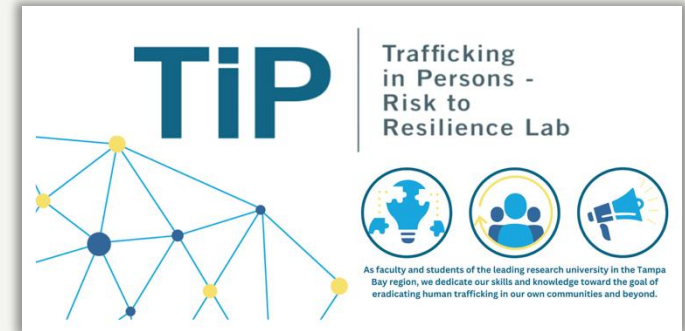 TiP
Trafficking
in Persons -
Risk to
Resilience Lab
As faculty and students of the leading research university in the Tampa
Bay region, we dedicate our skills and knowledge toward the goal of
eradicating human trafficking in our own communities and beyond.